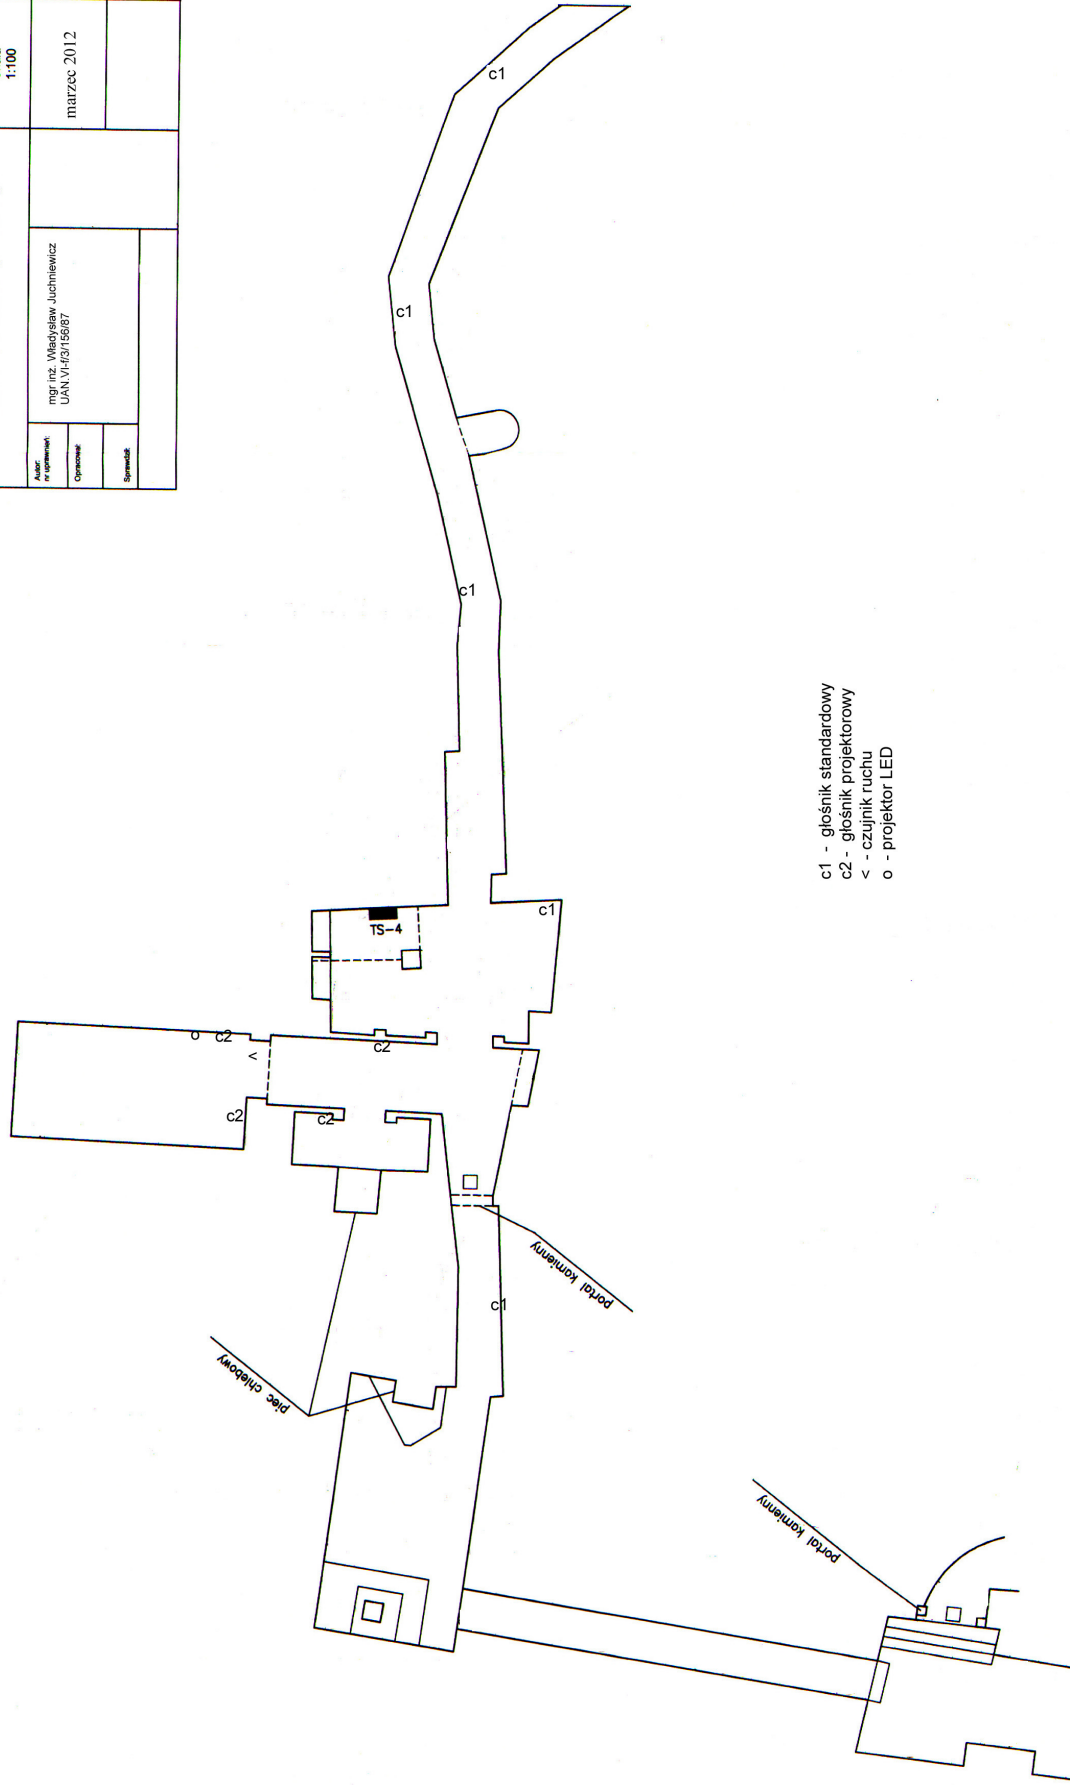 1:100
marzec 2012
mgr inż. Władysław Juchniewicz
UAN.VI-f/3/156/87
Autor:
nr uprawnień:
Opracował:
Sprawdził:
c1
c1
c1
TS-4
c1
o
c2
<
c2
c2
c2
portal kamienny
c1
piec chlebowy
portal kamienny
c1 - głośnik standardowy
c2 - głośnik projektorowy
< - czujnik ruchu
o - projektor LED